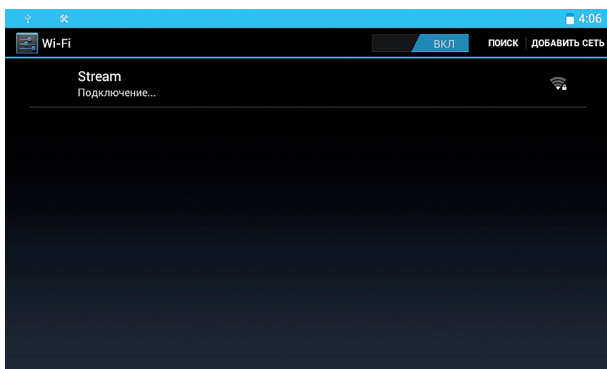 4:06
Wi-Fi
ВКЛ
ПОИСК
ДОБАВИТЬ СЕТЬ
Stream
Подключение...